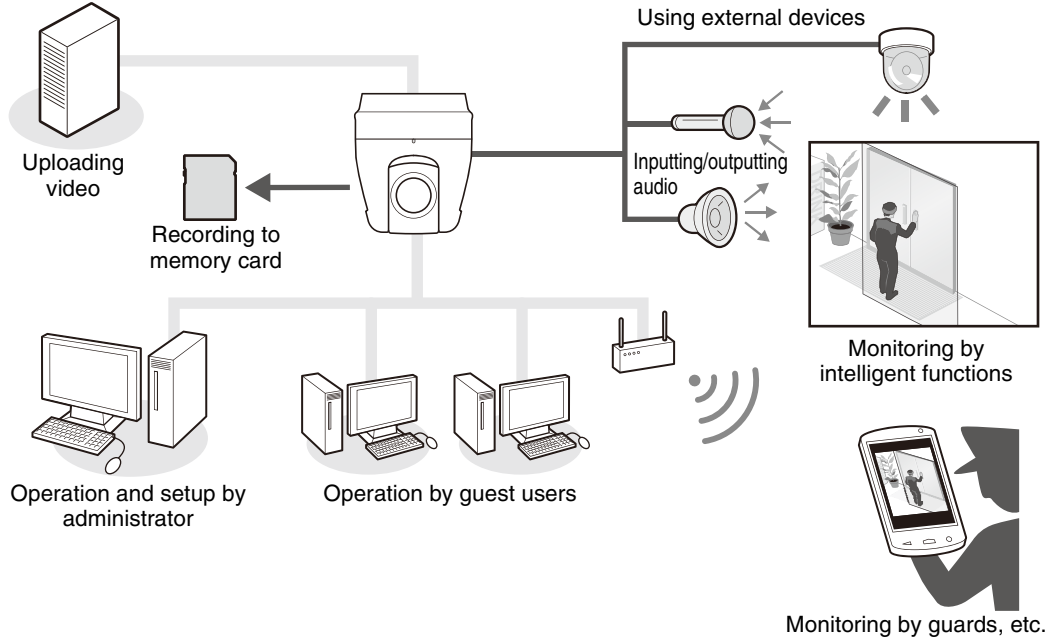 Using external devices
Uploading
video
Inputting/outputting
audio
Recording to
memory card
Monitoring by
intelligent functions
Operation and setup by
administrator
Operation by guest users
Monitoring by guards, etc.